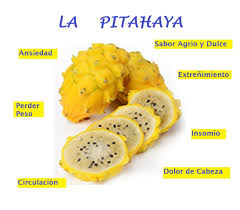 LA PITAHAYA
Sabor Agrio y Dulce
Ansiedad
Extreñimiento
Perder
Peso
Insomio
Dolor de Cabeza
Circulación